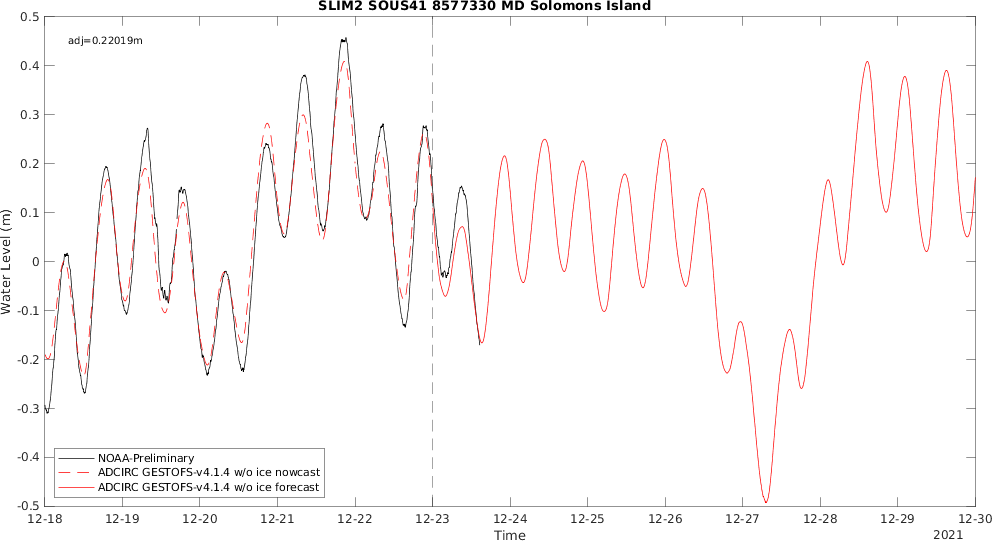 SLIM2 SOUS41 8577330 MD Solomons Island
adj=0.22019m
0.5
0.4
0.3
0.2
0.1
0
-0.1
-0.2
-0.3
-0.4
-0.5
Water Level (m)
NOAA-Preliminary
ADCIRC GESTOFS-v4.1.4 w/o ice nowcast
ADCIRC GESTOFS-v4.1.4 w/o ice forecast
12-18 12-19 12-20 12-21 12-22 12-23 12-24 12-25 12-26 12-27 12-28 12-29 12-30
Time
2021